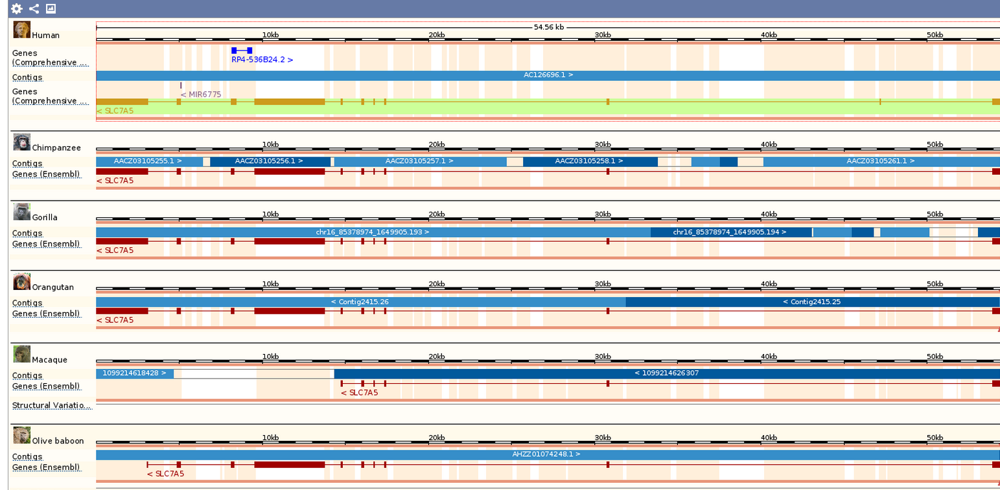 54.56 kb
Human
10kb 20kb 30kb 40kb 50kb
Genes
(Comprehensive ...
RP4-536B24.2 >
Contigs
AC126696.1 >
Genes
(Comprehensive ...
< MIR6775
< SLC7A5
Chimpanzee
10kb 20kb 30kb 40kb 50kb
Contigs
AACZ03105255.1 > AACZ03105256.1 > AACZ03105257.1 > AACZ03105258.1 > AACZ03105261.1 >
Genes (Ensembl)
< SLC7A5
Gorilla
10kb 20kb 30kb 40kb 50kb
Contigs
chr16_85378974_1649905.193 > chr16_85378974_1649905.194 >
Genes (Ensembl)
< SLC7A5
Orangutan
10kb 20kb 30kb 40kb 50kb
Contigs
< Contig2415.26 < Contig2415.25
Genes (Ensembl)
< SLC7A5
Macaque
10kb 20kb 30kb 40kb 50kb
Contigs
1099214618428 > < 1099214626307
Genes (Ensembl)
< SLC7A5
Structural Variatio...
Olive baboon
10kb 20kb 30kb 40kb 50kb
Contigs
AHZZ01074248.1 >
Genes (Ensembl)
< SLC7A5